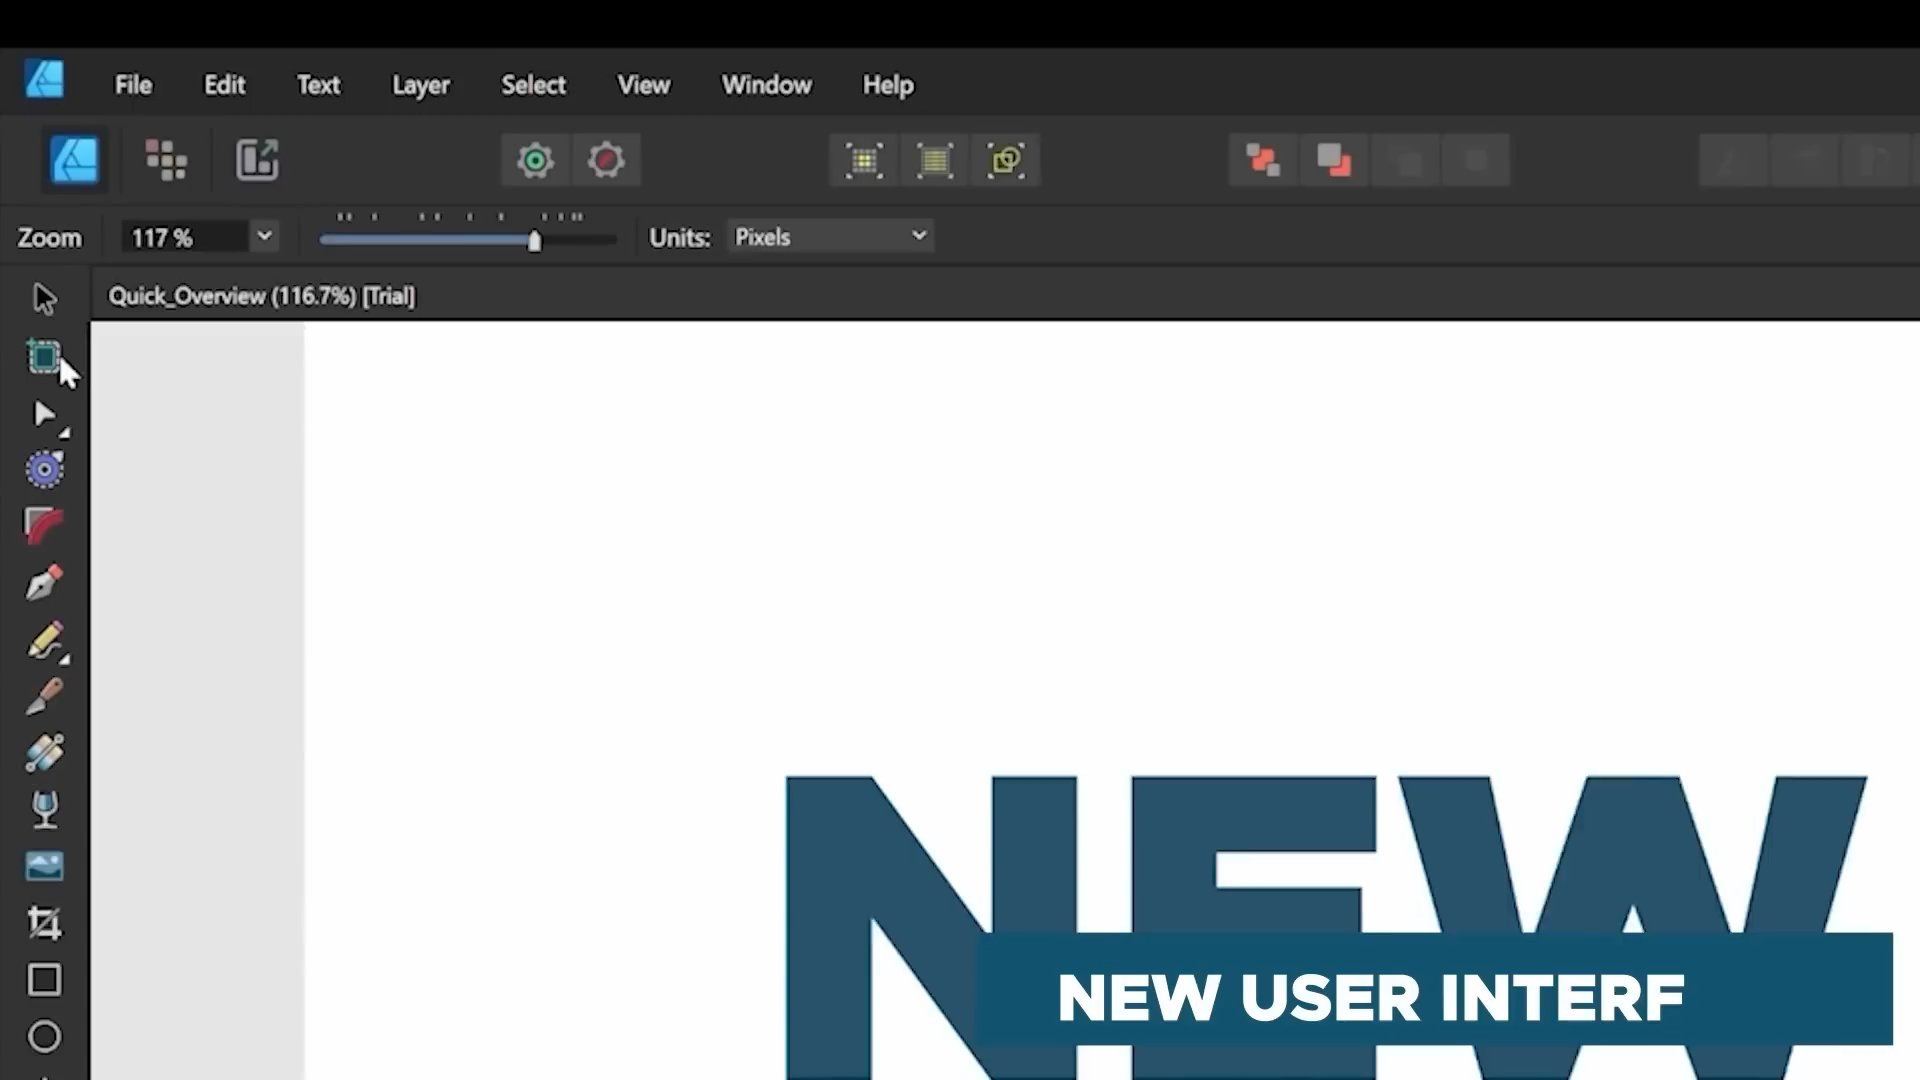 File Edit Text Layer Select View Window Help
Zoom 117 % Units: Pixels
Quick_Overview (116.7%) [Trial]
NEW
NEW USER INTERF